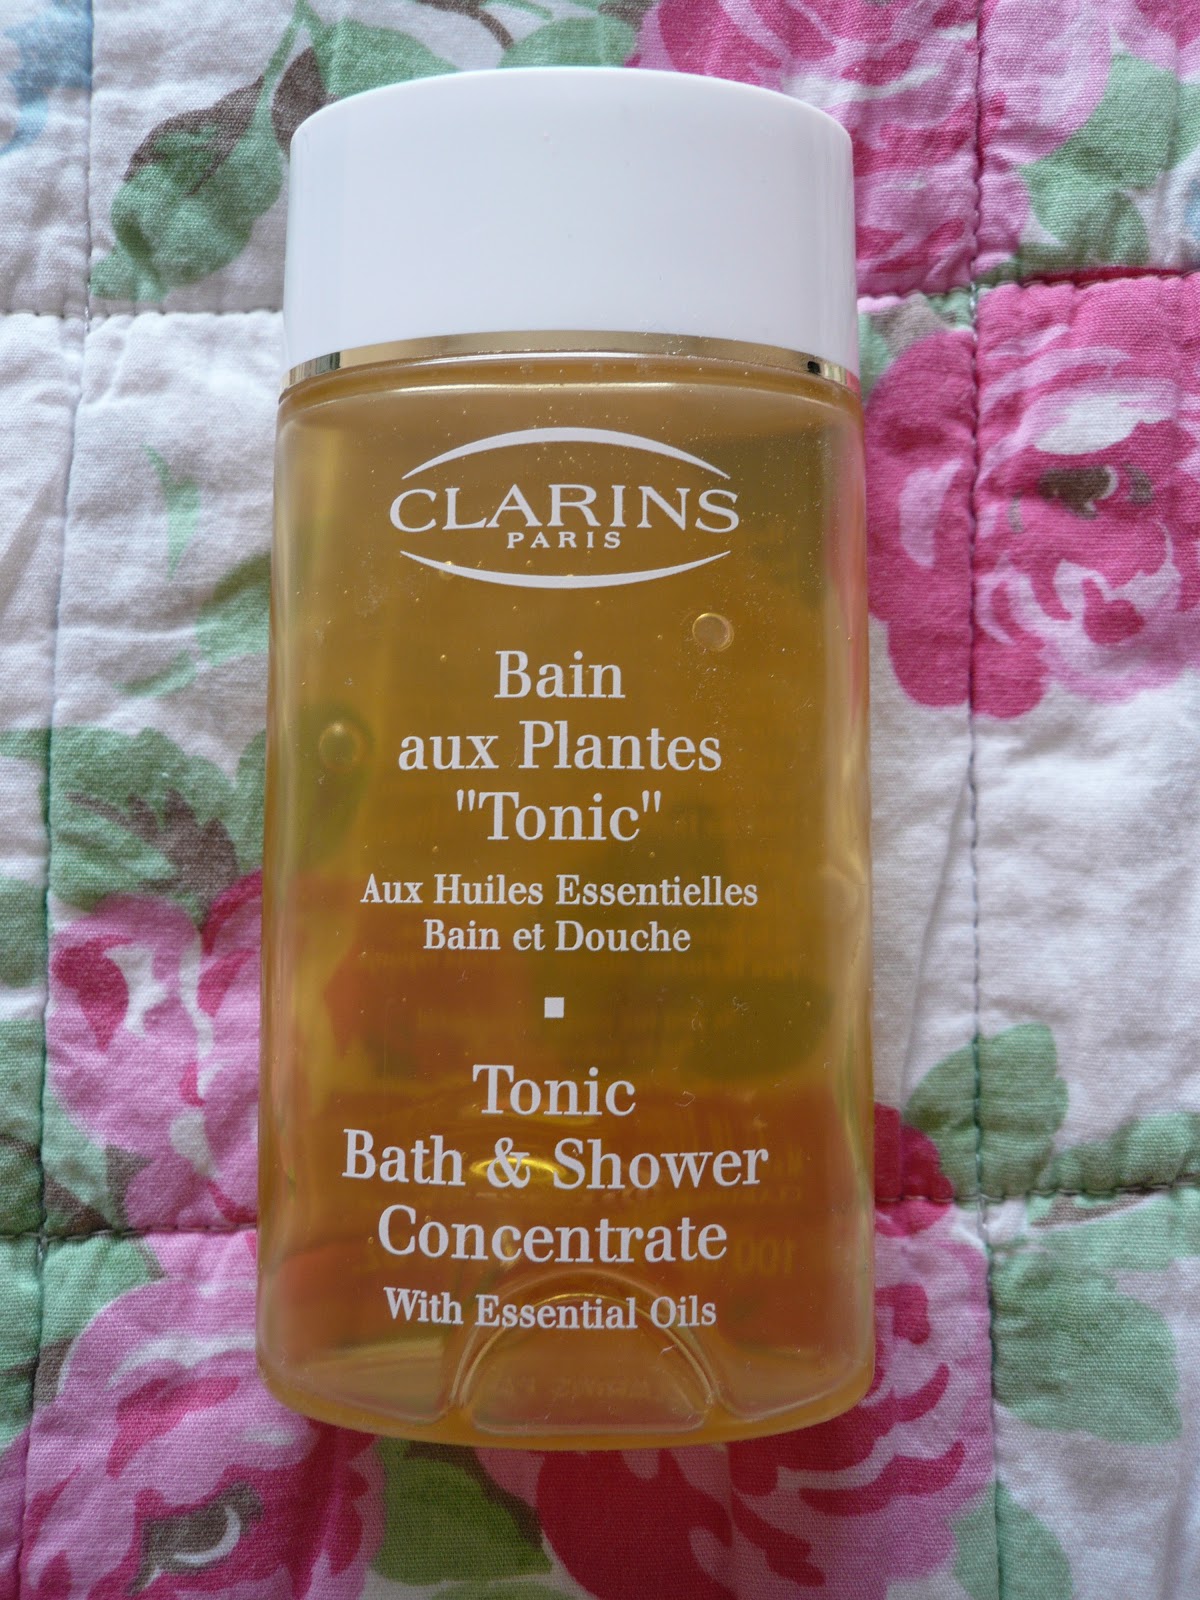 CLARINS
PARIS
Bain
aux Plantes
"Tonic"
Aux Huiles Essentielles
Bain et Douche
Tonic
Bath & Shower
Concentrate
With Essential Oils